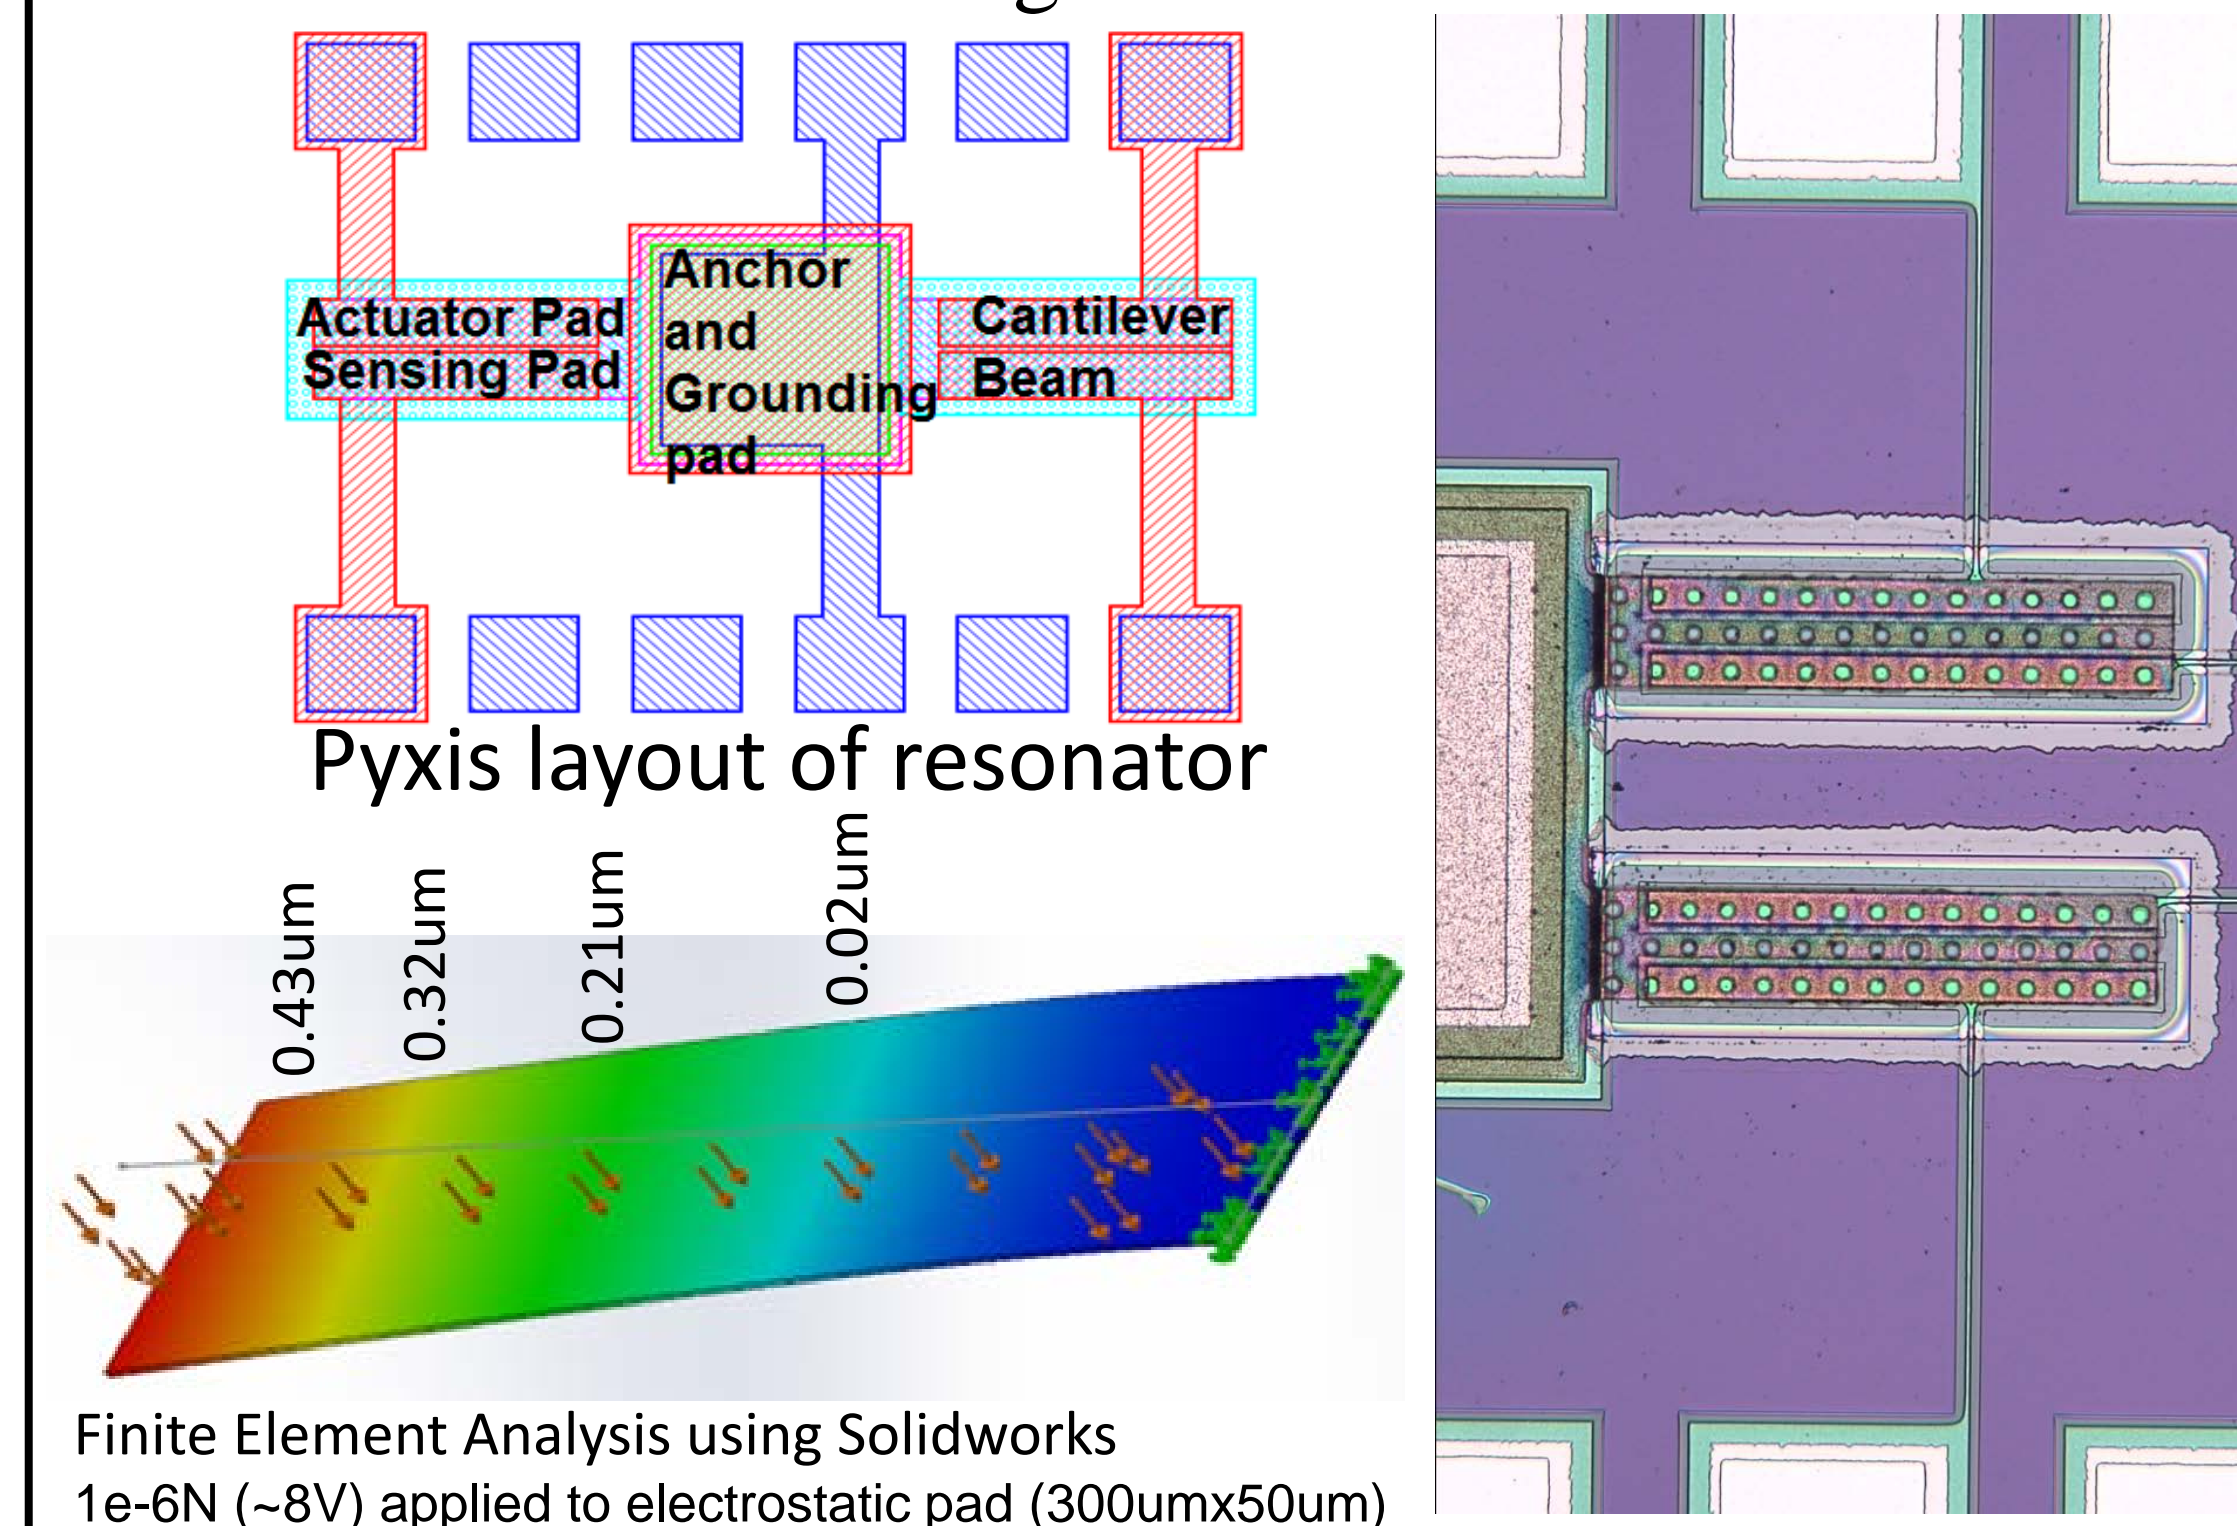 Actuator Pad
Sensing Pad
Anchor
and
Grounding
pad
Cantilever
Beam
Pyxis layout of resonator
0.43um
0.32um
0.21um
0.02um
Finite Element Analysis using Solidworks
1e-6N (~8V) applied to electrostatic pad (300umx50um)